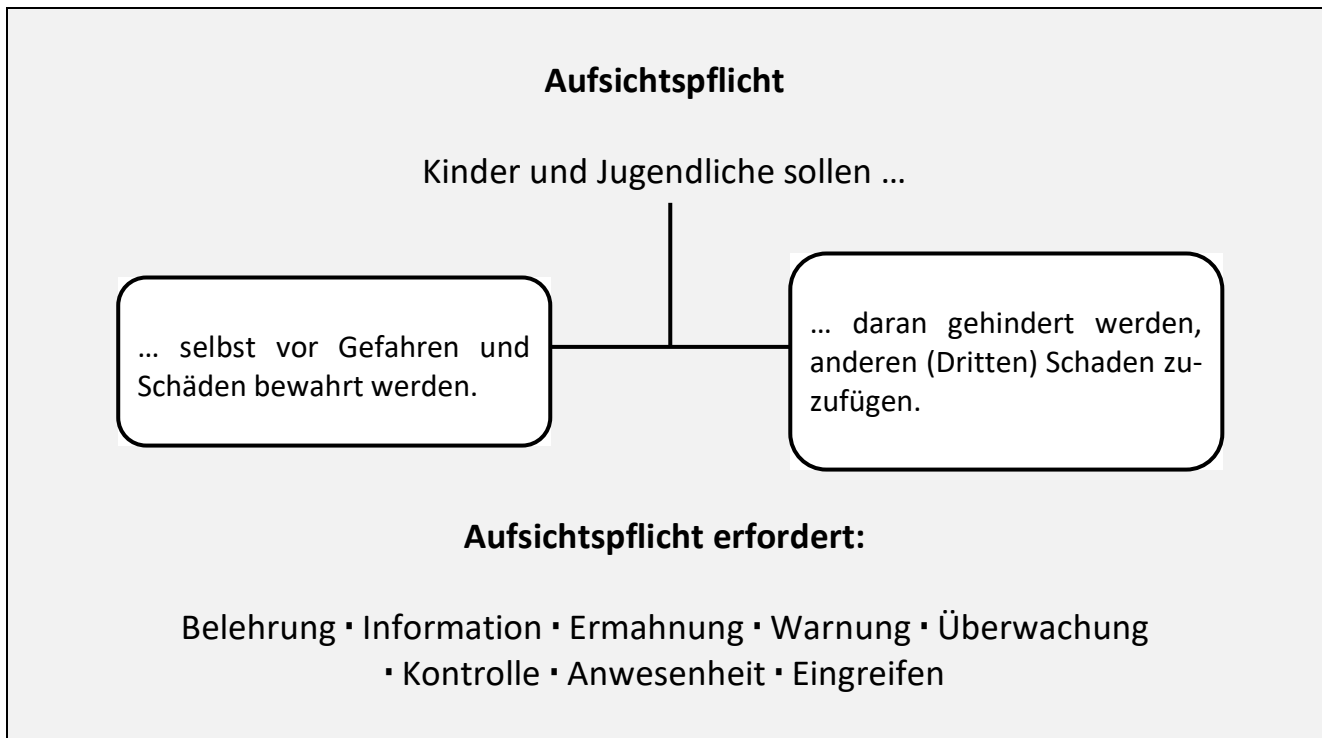 Aufsichtspflicht
Kinder und Jugendliche sollen …
… selbst vor Gefahren und
Schäden bewahrt werden.
… daran gehindert werden,
anderen (Dritten) Schaden zu-
zufügen.
Aufsichtspflicht erfordert:
Belehrung ▪ Information ▪ Ermahnung ▪ Warnung ▪ Überwachung
▪ Kontrolle ▪ Anwesenheit ▪ Eingreifen